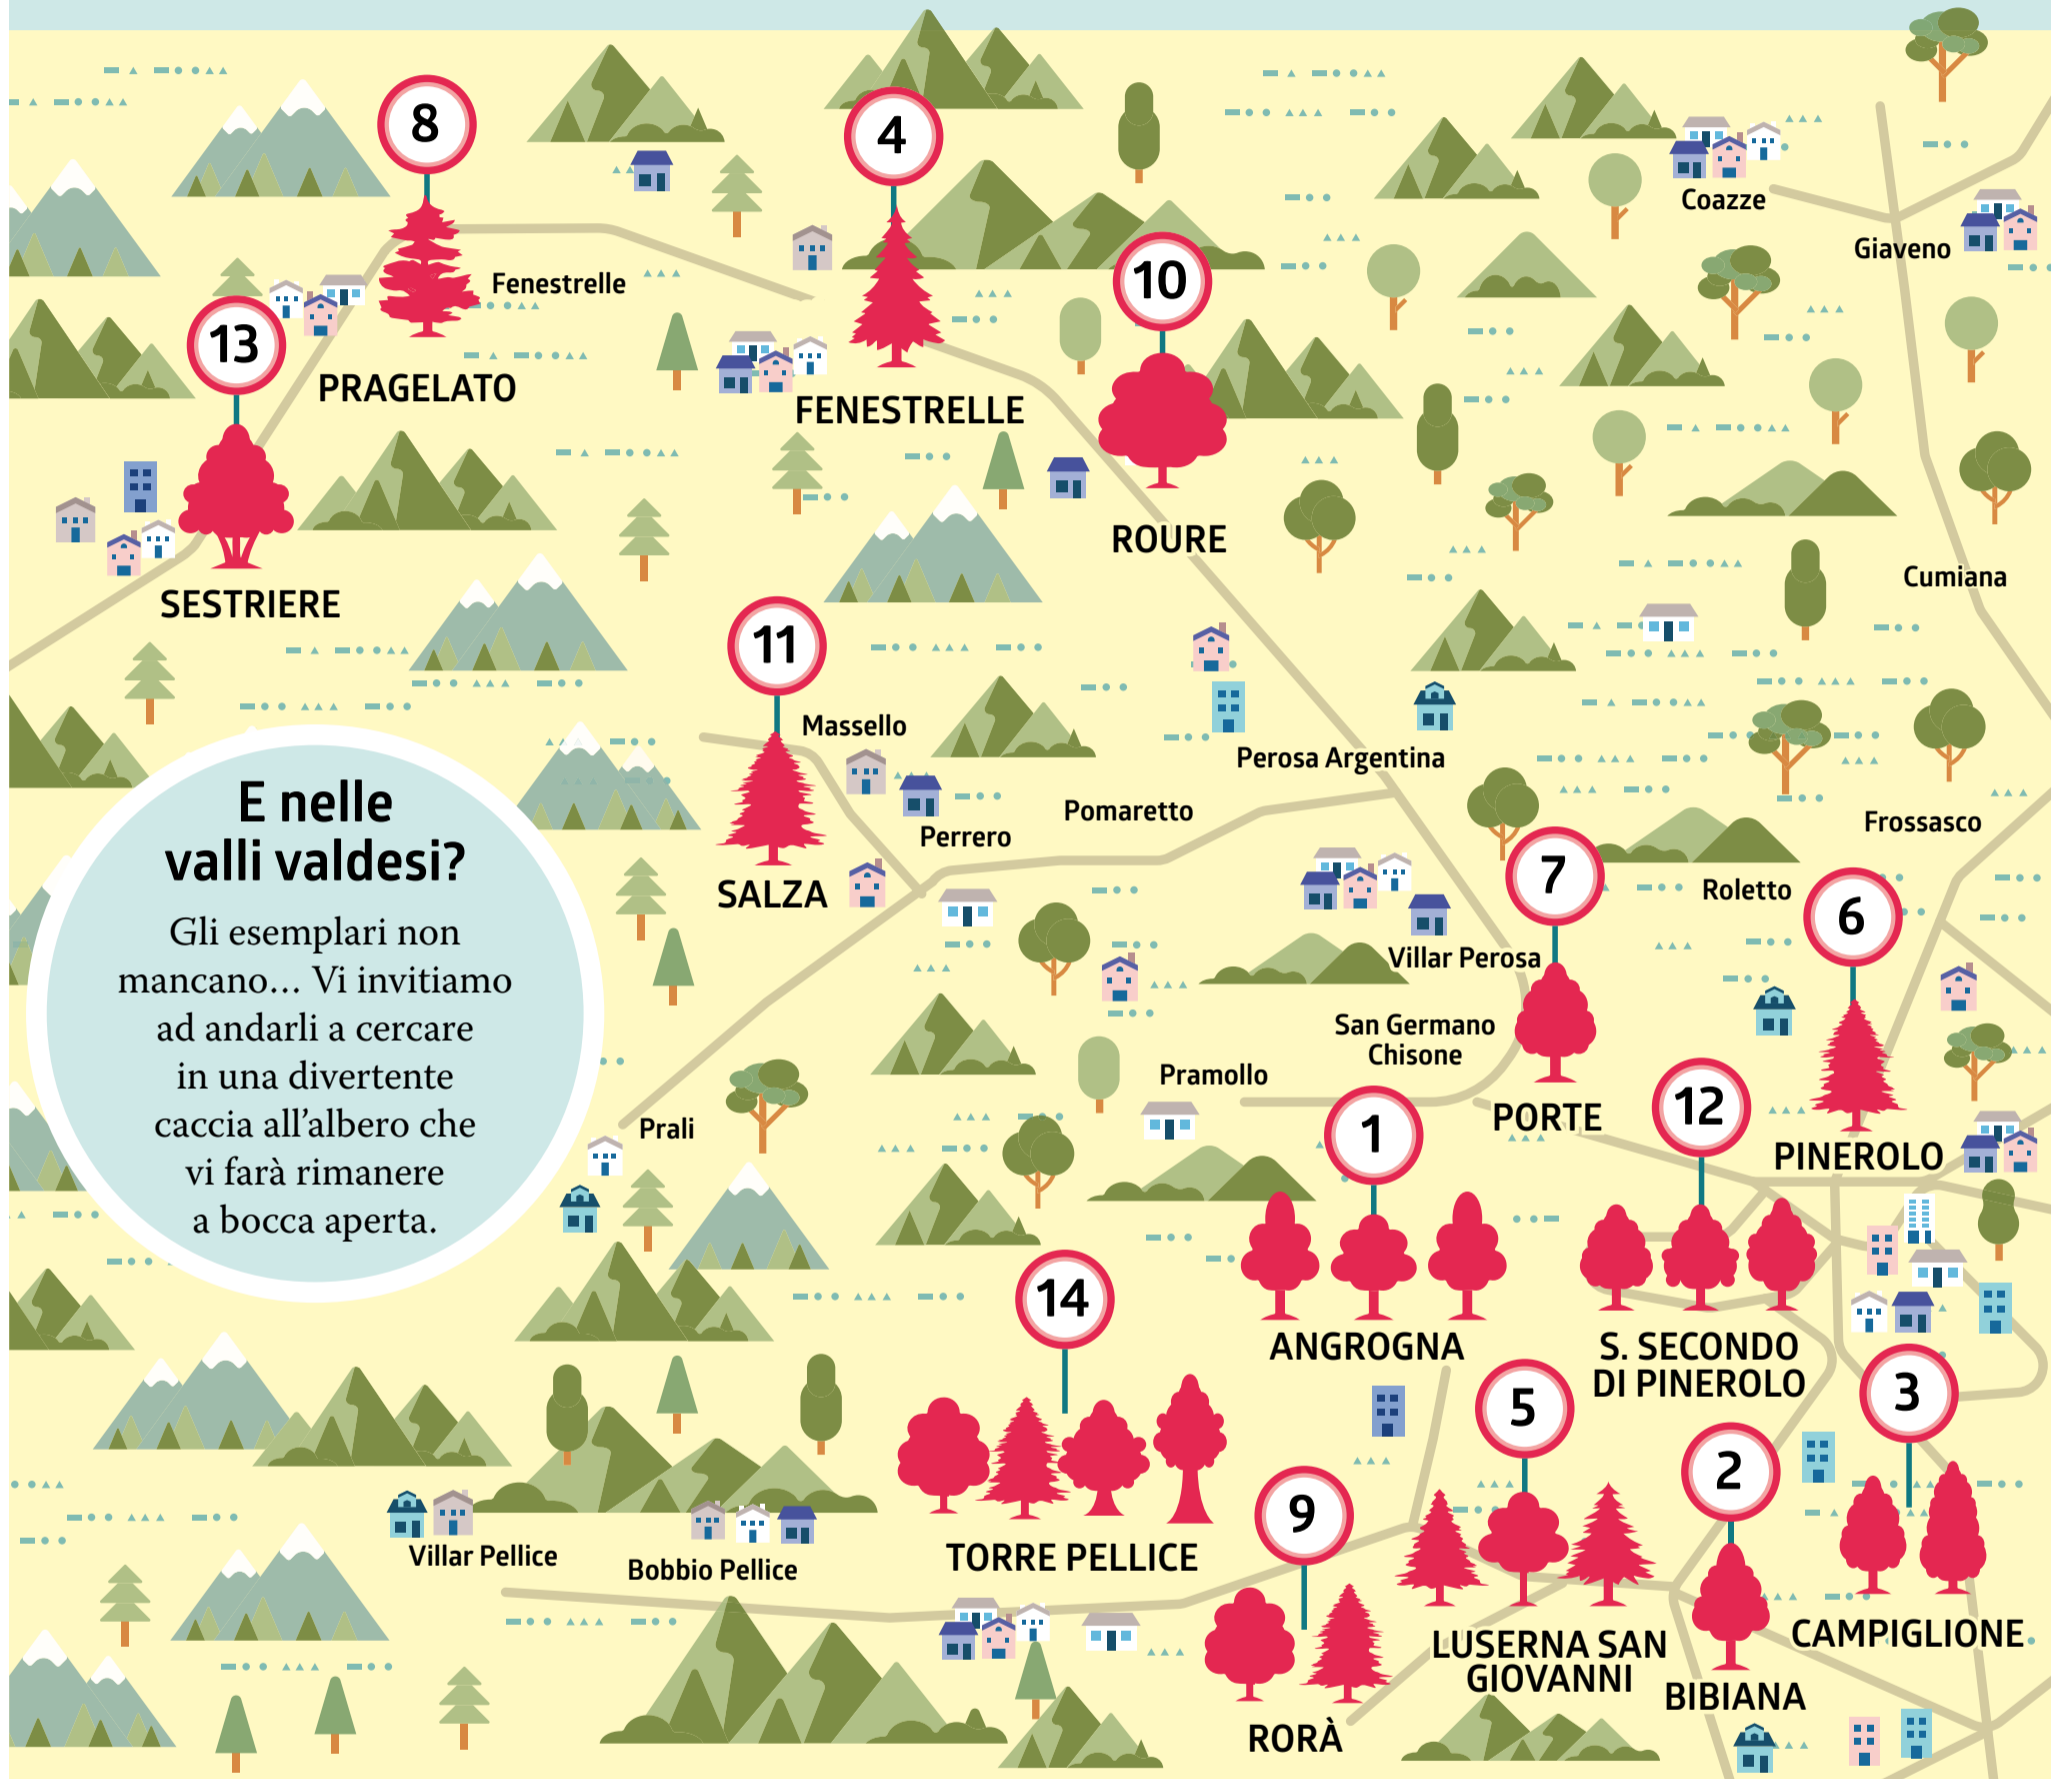 8
4
Coazze
Giaveno
10
Fenestrelle
13
PRAGELATO
FENESTRELLE
ROURE
Cumiana
SESTRIERE
11
Massello
Perosa Argentina
Pomaretto
Perrero
Frossasco
SALZA
7
Roletto
6
Villar Perosa
E nelle
valli valdesi?
Gli esemplari non
mancano... Vi invitiamo
ad andarli a cercare
in una divertente
caccia all'albero che
vi farà rimanere
a bocca aperta.
San Germano
Chisone
Pramollo
Prali
PORTE
12
1
PINEROLO
14
ANGROGNA
S. SECONDO
DI PINEROLO
5
3
2
9
Villar Pellice
Bobbio Pellice
TORRE PELLICE
LUSERNA SAN
GIOVANNI
CAMPIGLIONE
BIBIANA
RORÀ